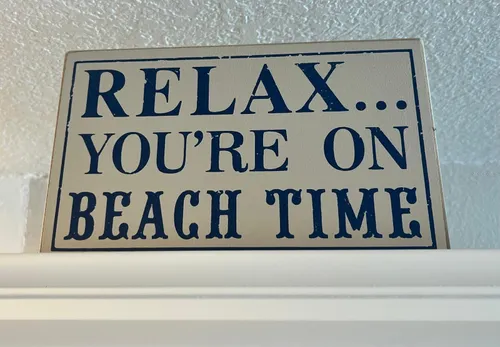 RELAX...
YOU'RE ON
BEACH TIME